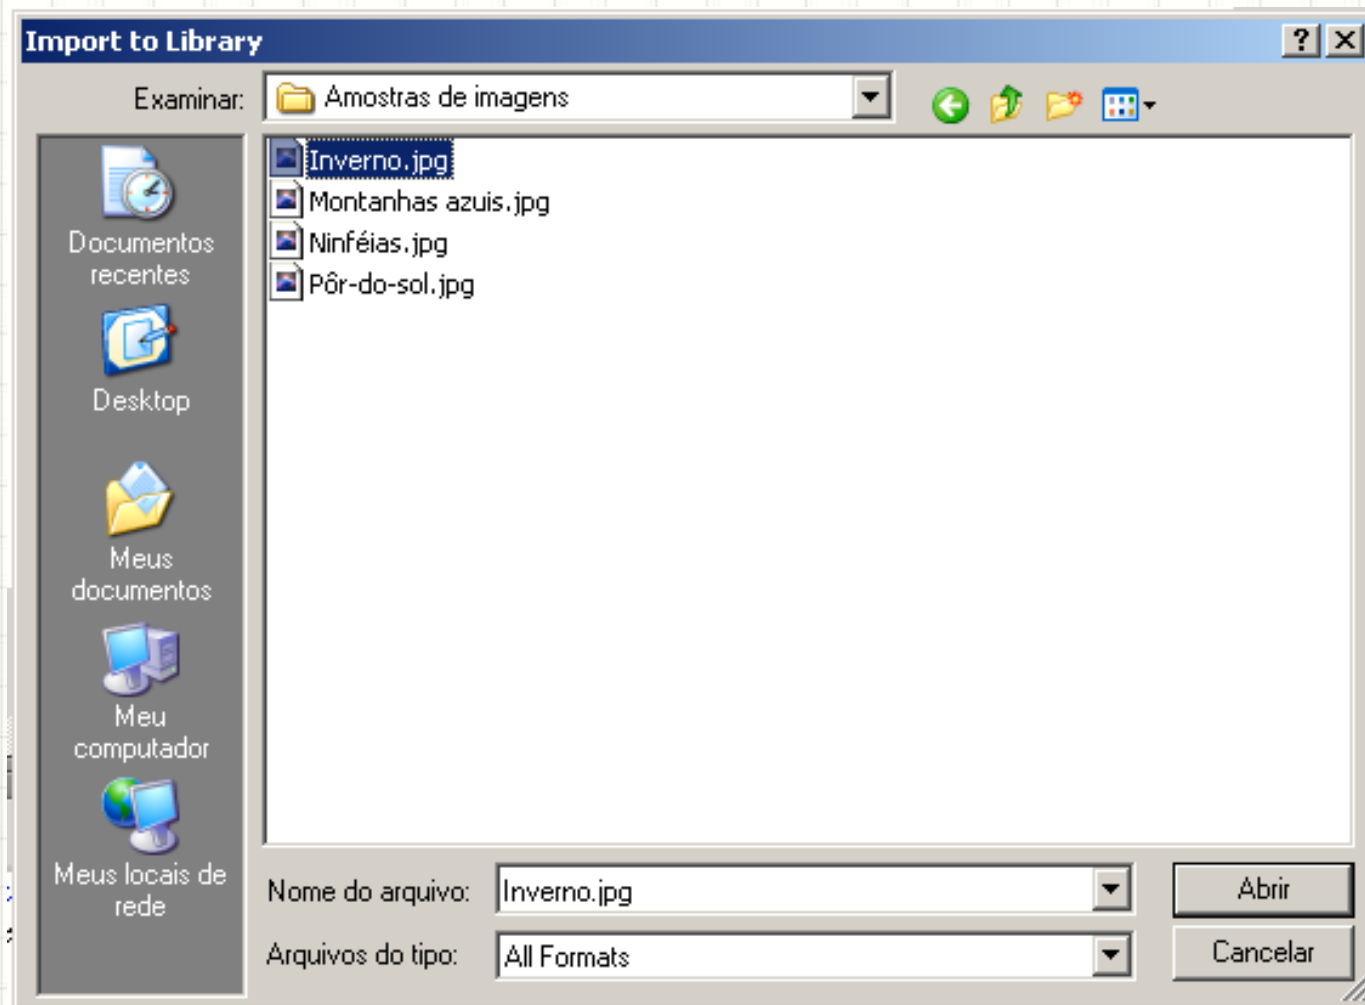 Import to Library
Examinar:
Amostras de imagens
Inverno.jpg
Montanhas azuis.jpg
Ninféias.jpg
Pôr-do-sol.jpg
Documentos
recentes
Desktop
Meus
documentos
Meu
computador
Meus locais de
rede
Nome do arquivo:
Inverno.jpg
Abrir
Arquivos do tipo:
All Formats
Cancelar